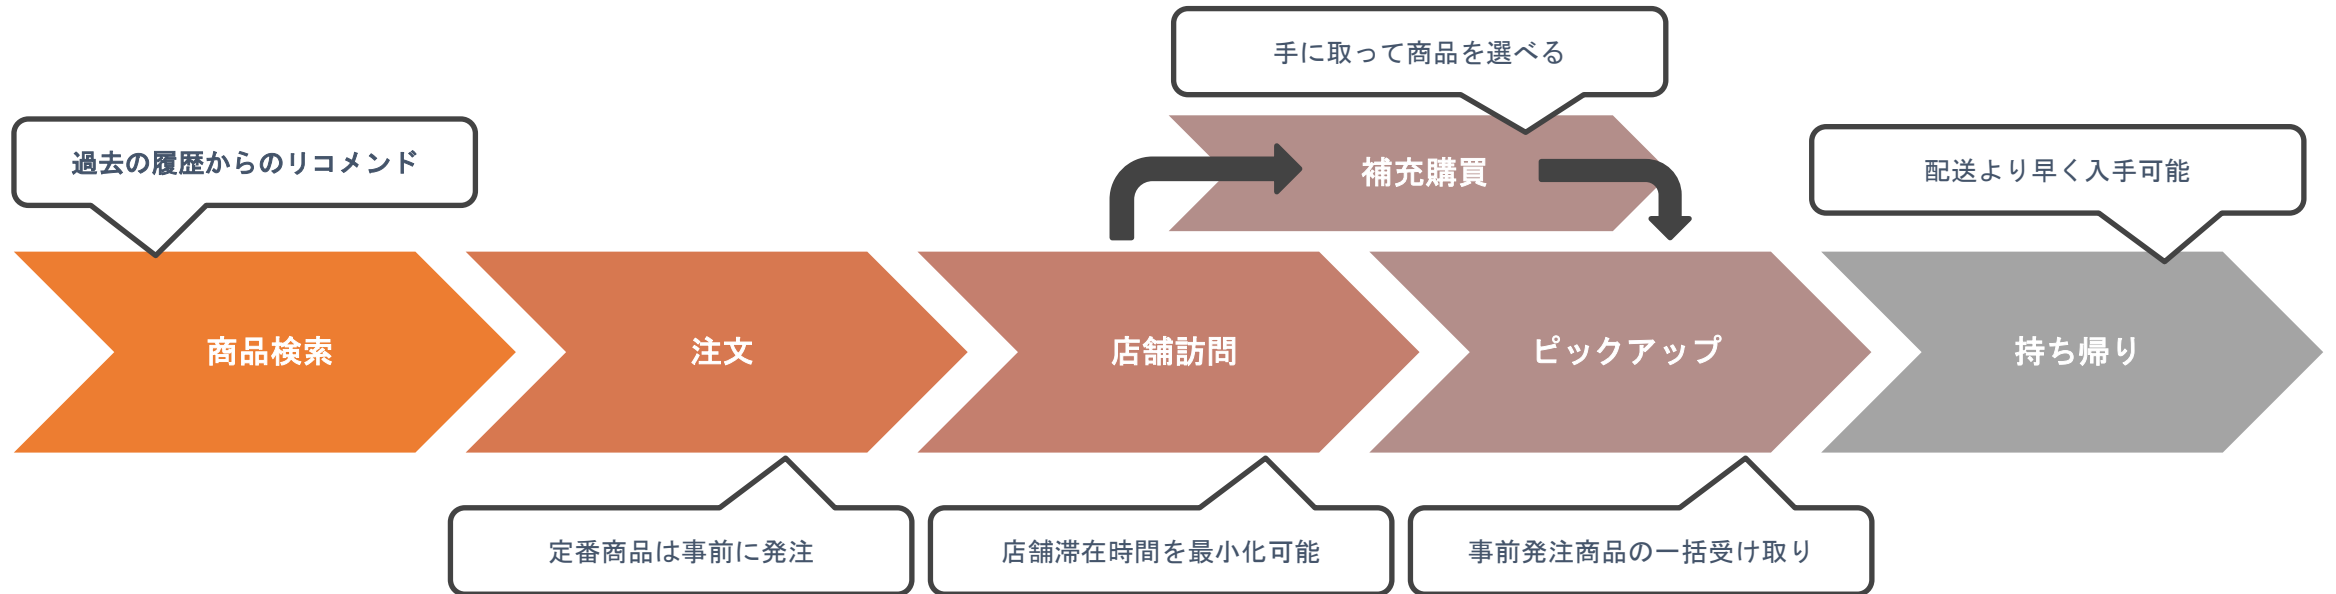 手に取って商品を選べる
過去の履歴からのリコメンド
補充購買
配送より早く入手可能
商品検索
注文
店舗訪問
ピックアップ
持ち帰り
定番商品は事前に発注
店舗滞在時間を最小化可能
事前発注商品の一括受け取り